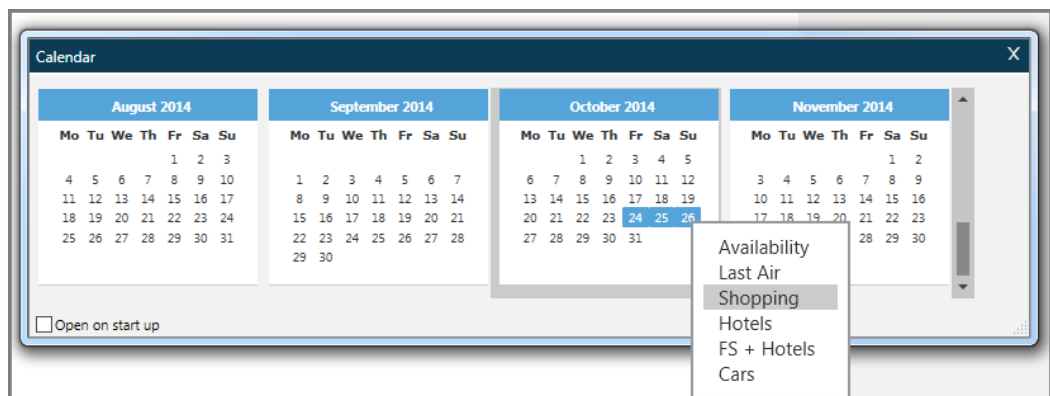 Calendar X
August 2014 September 2014 October 2014 November 2014
Mo Tu We Th Fr Sa Su Mo Tu We Th Fr Sa Su Mo Tu We Th Fr Sa Su Mo Tu We Th Fr Sa Su
1 2 3 1 2 3 4 5 1 2
4 5 6 7 8 9 10 1 2 3 4 5 6 7 6 7 8 9 10 11 12 3 4 5 6 7 8 9
11 12 13 14 15 16 17 8 9 10 11 12 13 14 13 14 15 16 17 18 19 10 11 12 13 14 15 16
18 19 20 21 22 23 24 15 16 17 18 19 20 21 20 21 22 23 24 25 26 17 18 19 20 21 22 23
25 26 27 28 29 30 31 22 23 24 25 26 27 28 27 28 29 30 31 28 29 30
29 30
Availability
Last Air
Shopping
Hotels
FS + Hotels
Cars
Open on start up